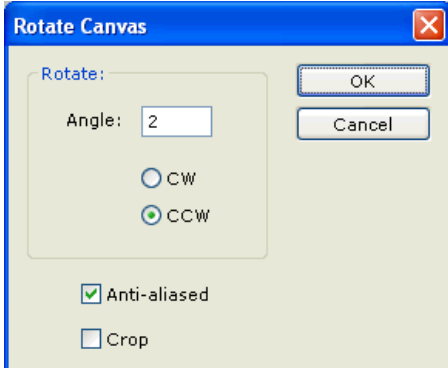 Rotate Canvas
Rotate:
OK
Angle: 2
Cancel
CW
CCW
Anti-aliased
Crop